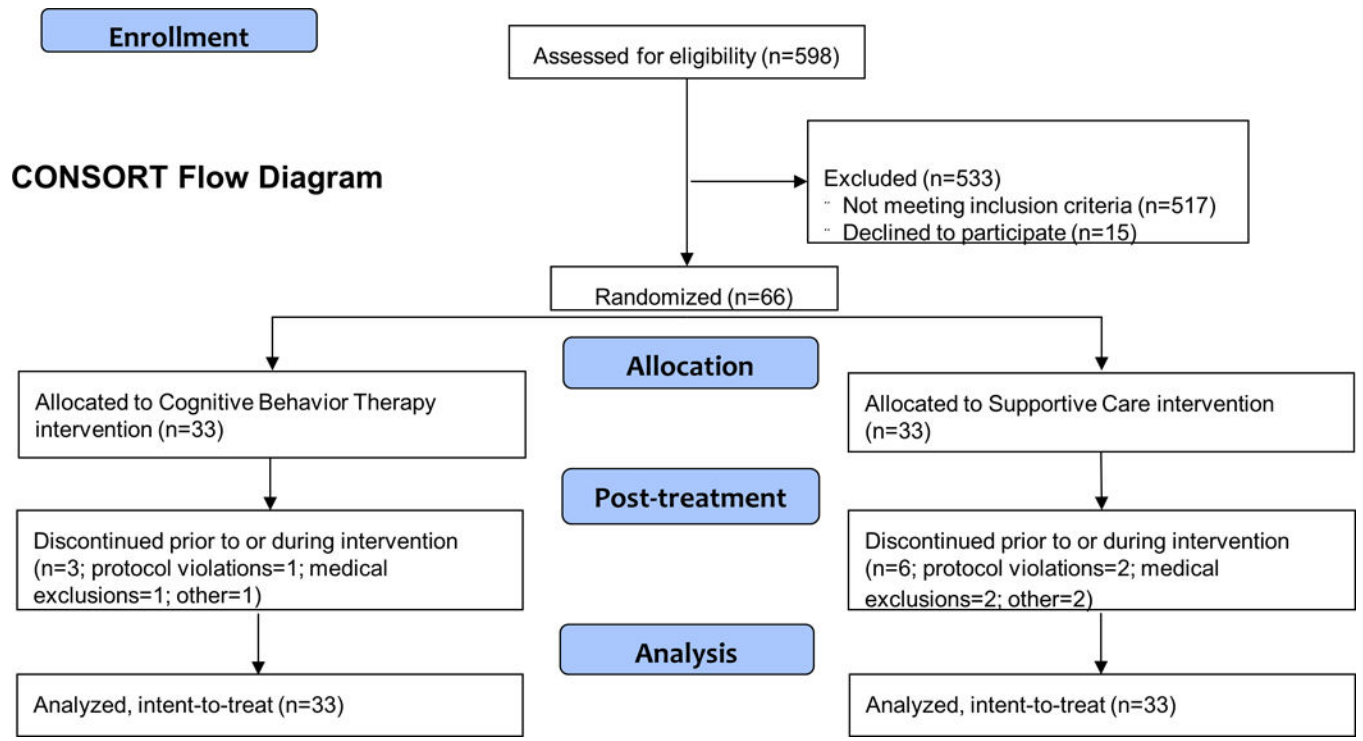 Enrollment
Assessed for eligibility (n=598)
CONSORT Flow Diagram
Excluded (n=533)
¨ Not meeting inclusion criteria (n=517)
¨ Declined to participate (n=15)
Randomized (n=66)
Allocation
Allocated to Cognitive Behavior Therapy
intervention (n=33)
Allocated to Supportive Care intervention
(n=33)
Post-treatment
Discontinued prior to or during intervention
(n=3; protocol violations=1; medical
exclusions=1; other=1)
Discontinued prior to or during intervention
(n=6; protocol violations=2; medical
exclusions=2; other=2)
Analysis
Analyzed, intent-to-treat (n=33)
Analyzed, intent-to-treat (n=33)